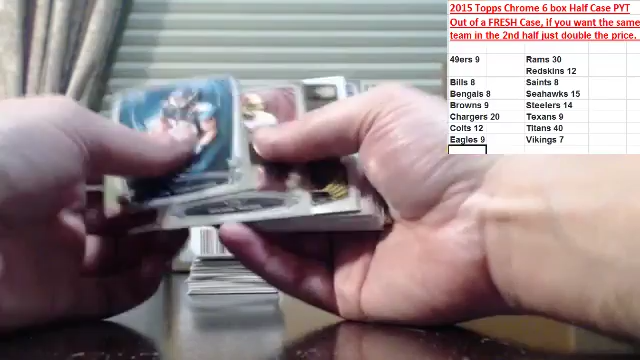 2015 Topps Chrome 6 box Half Case PYT
Out of a FRESH Case, if you want the same
team in the 2nd half just double the price.
49ers 9 Rams 30
Redskins 12
Bills 8 Saints 8
Bengals 8 Seahawks 15
Browns 9 Steelers 14
Chargers 20 Texans 9
Colts 12 Titans 40
Eagles 9 Vikings 7